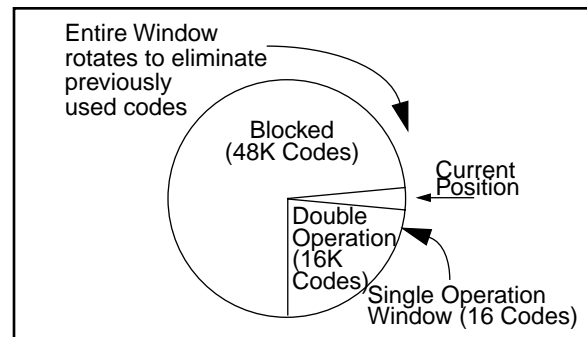 Entire Window
rotates to eliminate
previously
used codes
Blocked
(48K Codes)
Current
Position
Double
Operation
(16K
Codes)
Single Operation
Window (16 Codes)